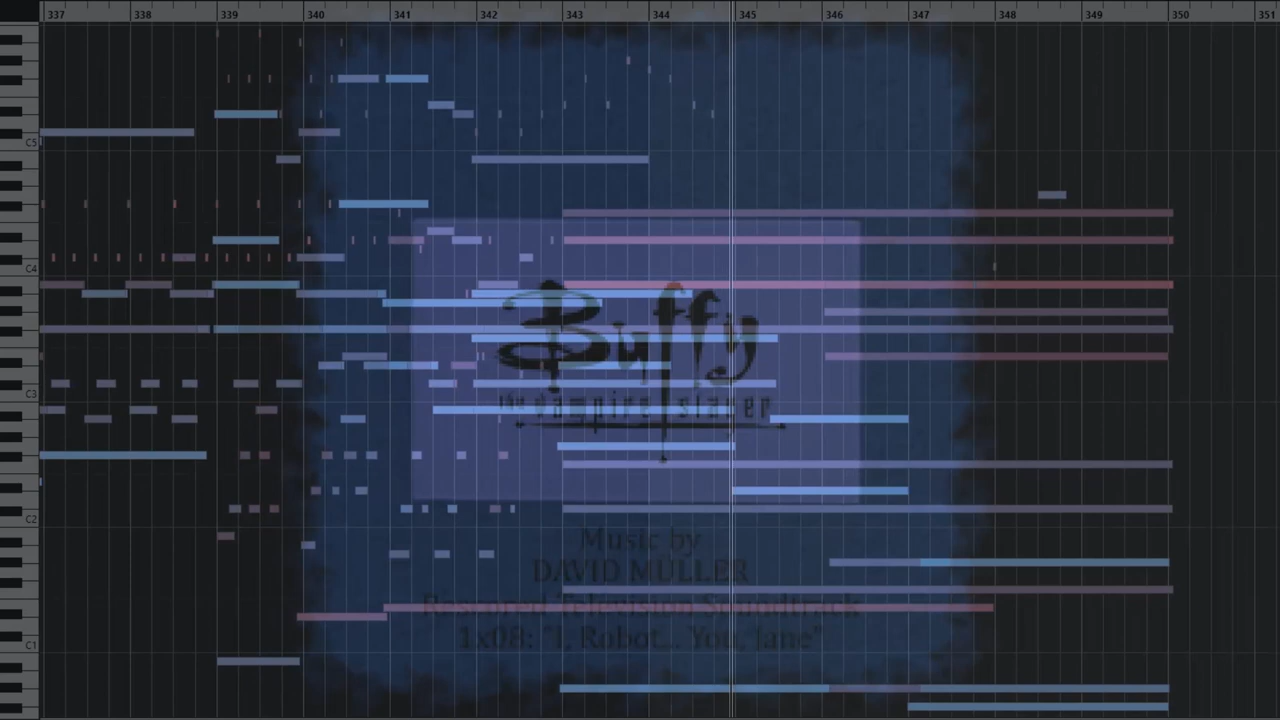 337 338 339 340 341 342 343 344 345 346 347 348 349 350 351
C5
C4
Buffy
the vampire slayer
C3
C2
Music by
DAVID MÜLLER
Restored Television Soundtrack
1x08: "I, Robot... You, Jane"
C1